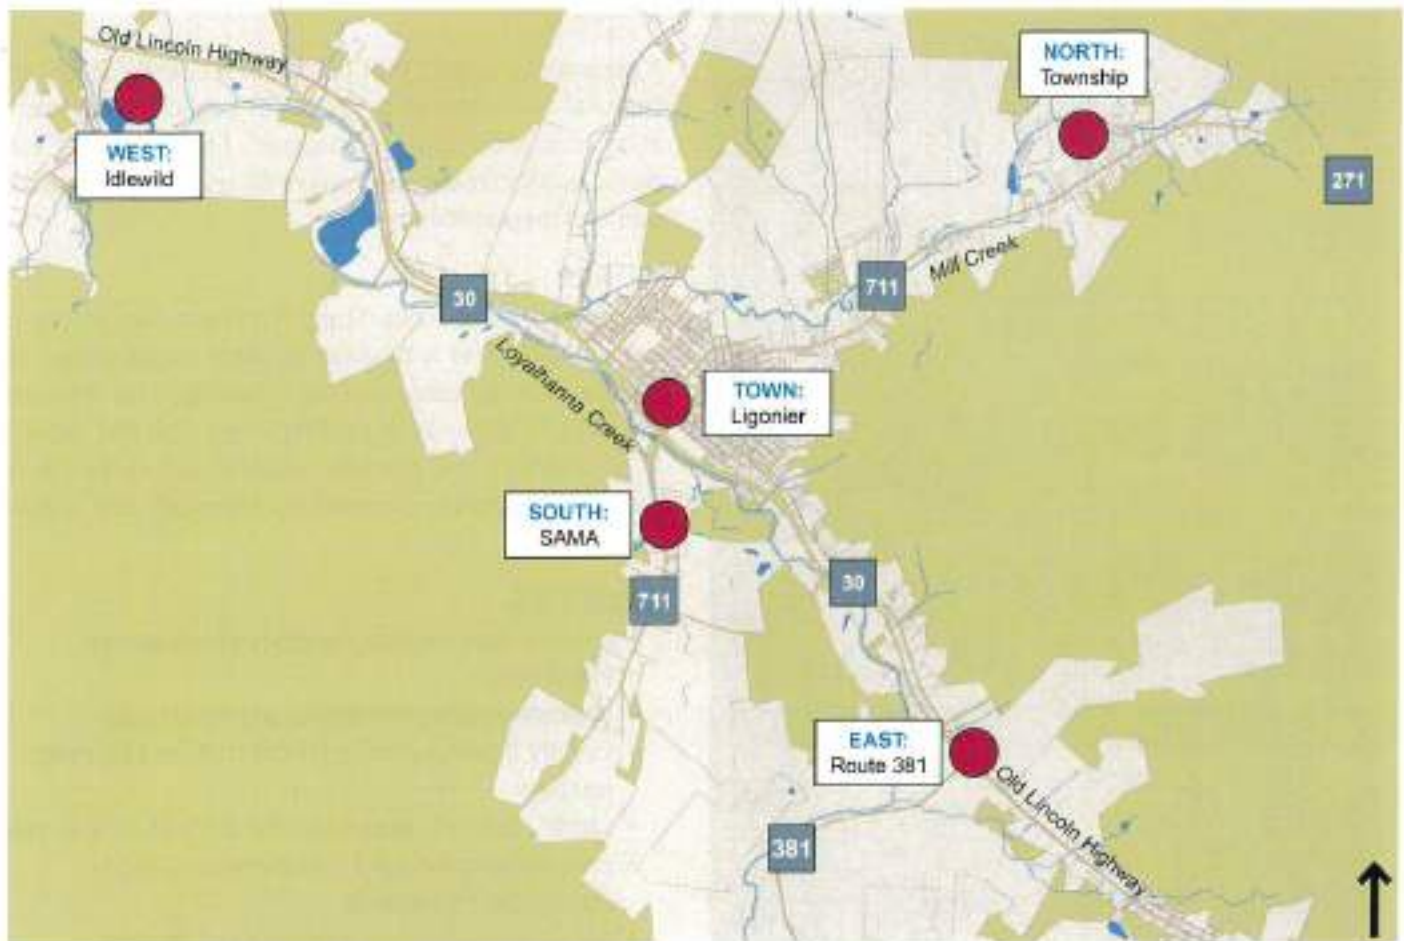 Old Lincoln Highway
WEST:
Idlewild
NORTH:
Township
271
30
711
Mill Creek
Loyalhanna Creek
TOWN:
Ligonier
SOUTH:
SAMA
711
30
EAST:
Route 381
Old Lincoln Highway
381